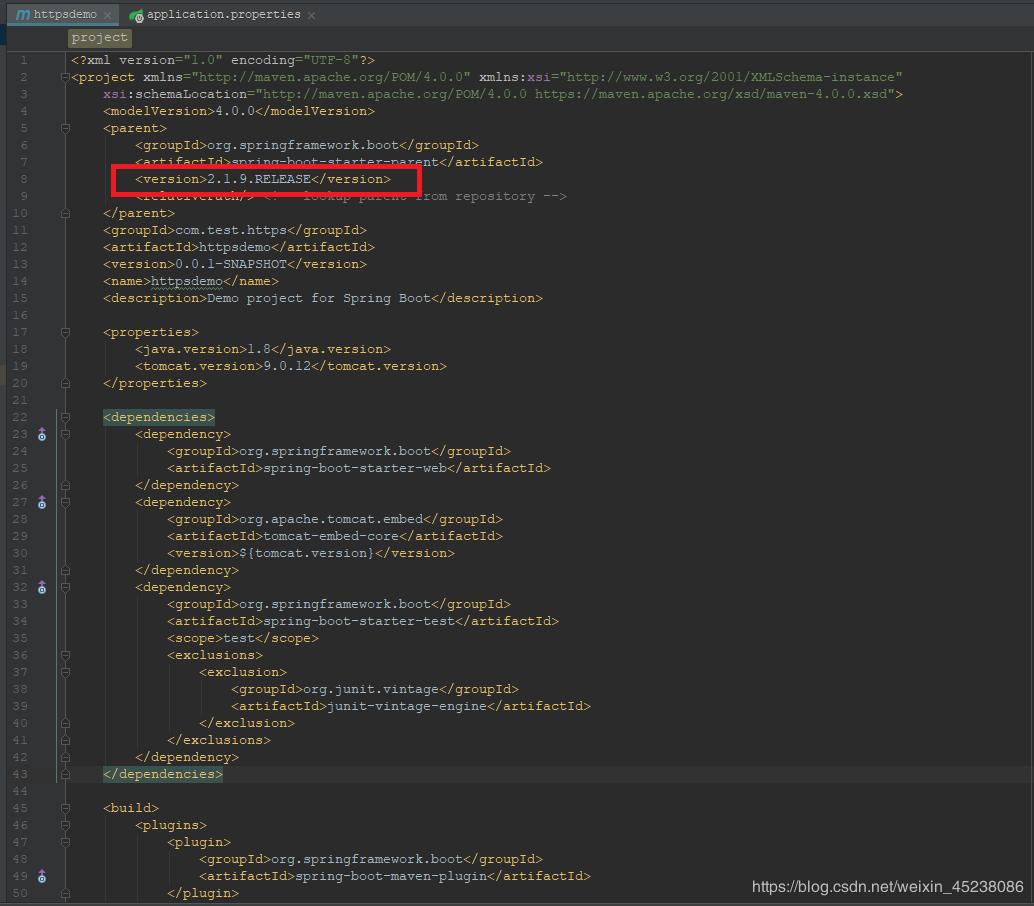 httpsdemo application.properties
project
1 <?xml version="1.0" encoding="UTF-8"?>
2 <project xmlns="http://maven.apache.org/POM/4.0.0" xmlns:xsi="http://www.w3.org/2001/XMLSchema-instance"
3 xsi:schemaLocation="http://maven.apache.org/POM/4.0.0 https://maven.apache.org/xsd/maven-4.0.0.xsd">
4 <modelVersion>4.0.0</modelVersion>
5 <parent>
6 <groupId>org.springframework.boot</groupId>
7 <artifactId>spring-boot-starter-parent</artifactId>
8 <version>2.1.9.RELEASE</version>
9 <relativePath/> <!-- lookup parent from repository -->
10 </parent>
11 <groupId>com.test.https</groupId>
12 <artifactId>httpsdemo</artifactId>
13 <version>0.0.1-SNAPSHOT</version>
14 <name>httpsdemo</name>
15 <description>Demo project for Spring Boot</description>
16
17 <properties>
18 <java.version>1.8</java.version>
19 <tomcat.version>9.0.12</tomcat.version>
20 </properties>
21
22 <dependencies>
23 <dependency>
24 <groupId>org.springframework.boot</groupId>
25 <artifactId>spring-boot-starter-web</artifactId>
26 </dependency>
27 <dependency>
28 <groupId>org.apache.tomcat.embed</groupId>
29 <artifactId>tomcat-embed-core</artifactId>
30 <version>${tomcat.version}</version>
31 </dependency>
32 <dependency>
33 <groupId>org.springframework.boot</groupId>
34 <artifactId>spring-boot-starter-test</artifactId>
35 <scope>test</scope>
36 <exclusions>
37 <exclusion>
38 <groupId>org.junit.vintage</groupId>
39 <artifactId>junit-vintage-engine</artifactId>
40 </exclusion>
41 </exclusions>
42 </dependency>
43 </dependencies>
44
45 <build>
46 <plugins>
47 <plugin>
48 <groupId>org.springframework.boot</groupId>
49 <artifactId>spring-boot-maven-plugin</artifactId>
50 </plugin>
https://blog.csdn.net/weixin_45238086